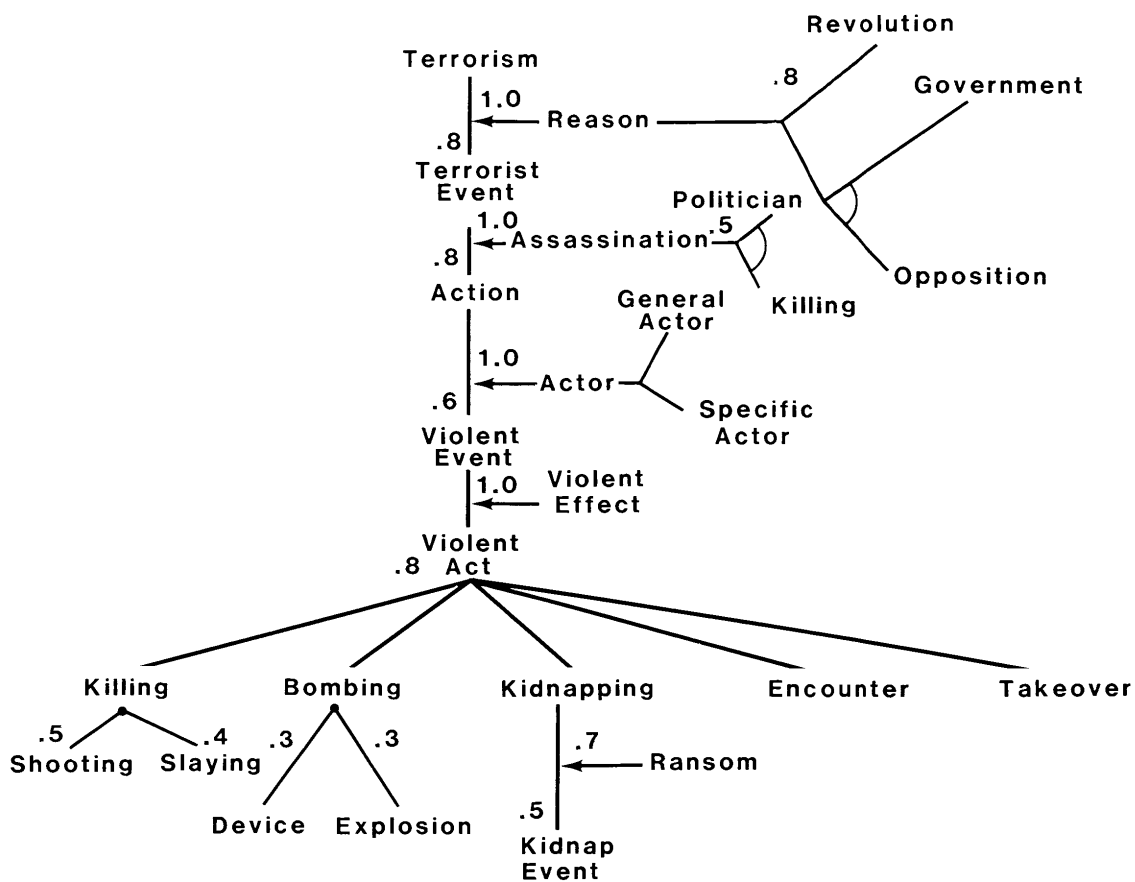 Revolution
Terrorism
.8
Government
1.0
Reason
.8
Terrorist
Event
Politician
1.0
.5
Assassination
.8
Action
Opposition
General
Actor
Killing
1.0
Actor
.6
Specific
Actor
Violent
Event
1.0
Violent
Effect
Violent
.8 Act
Killing
Bombing
Kidnapping
Encounter
Takeover
.5
.4
.3
.3
.7
Shooting
Slaying
Ransom
.5
Device
Explosion
Kidnap
Event